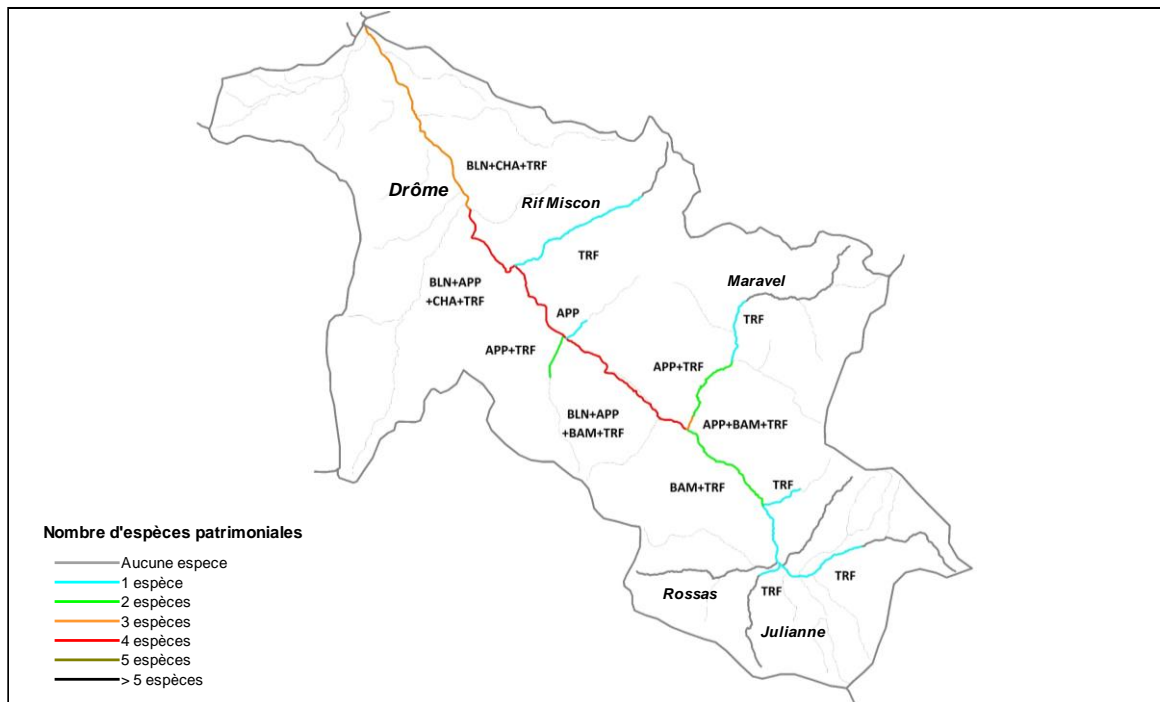 BLN+CHA+TRF
Drôme
Rif Miscon
TRF
BLN+APP
+CHA+TRF
Maravel
APP
TRF
APP+TRF
APP+TRF
BLN+APP
+BAM+TRF
APP+BAM+TRF
BAM+TRF
TRF
TRF
TRF
Rossas
Julianne
Nombre d'espèces patrimoniales
Aucune espece
1 espèce
2 espèces
3 espèces
4 espèces
5 espèces
> 5 espèces